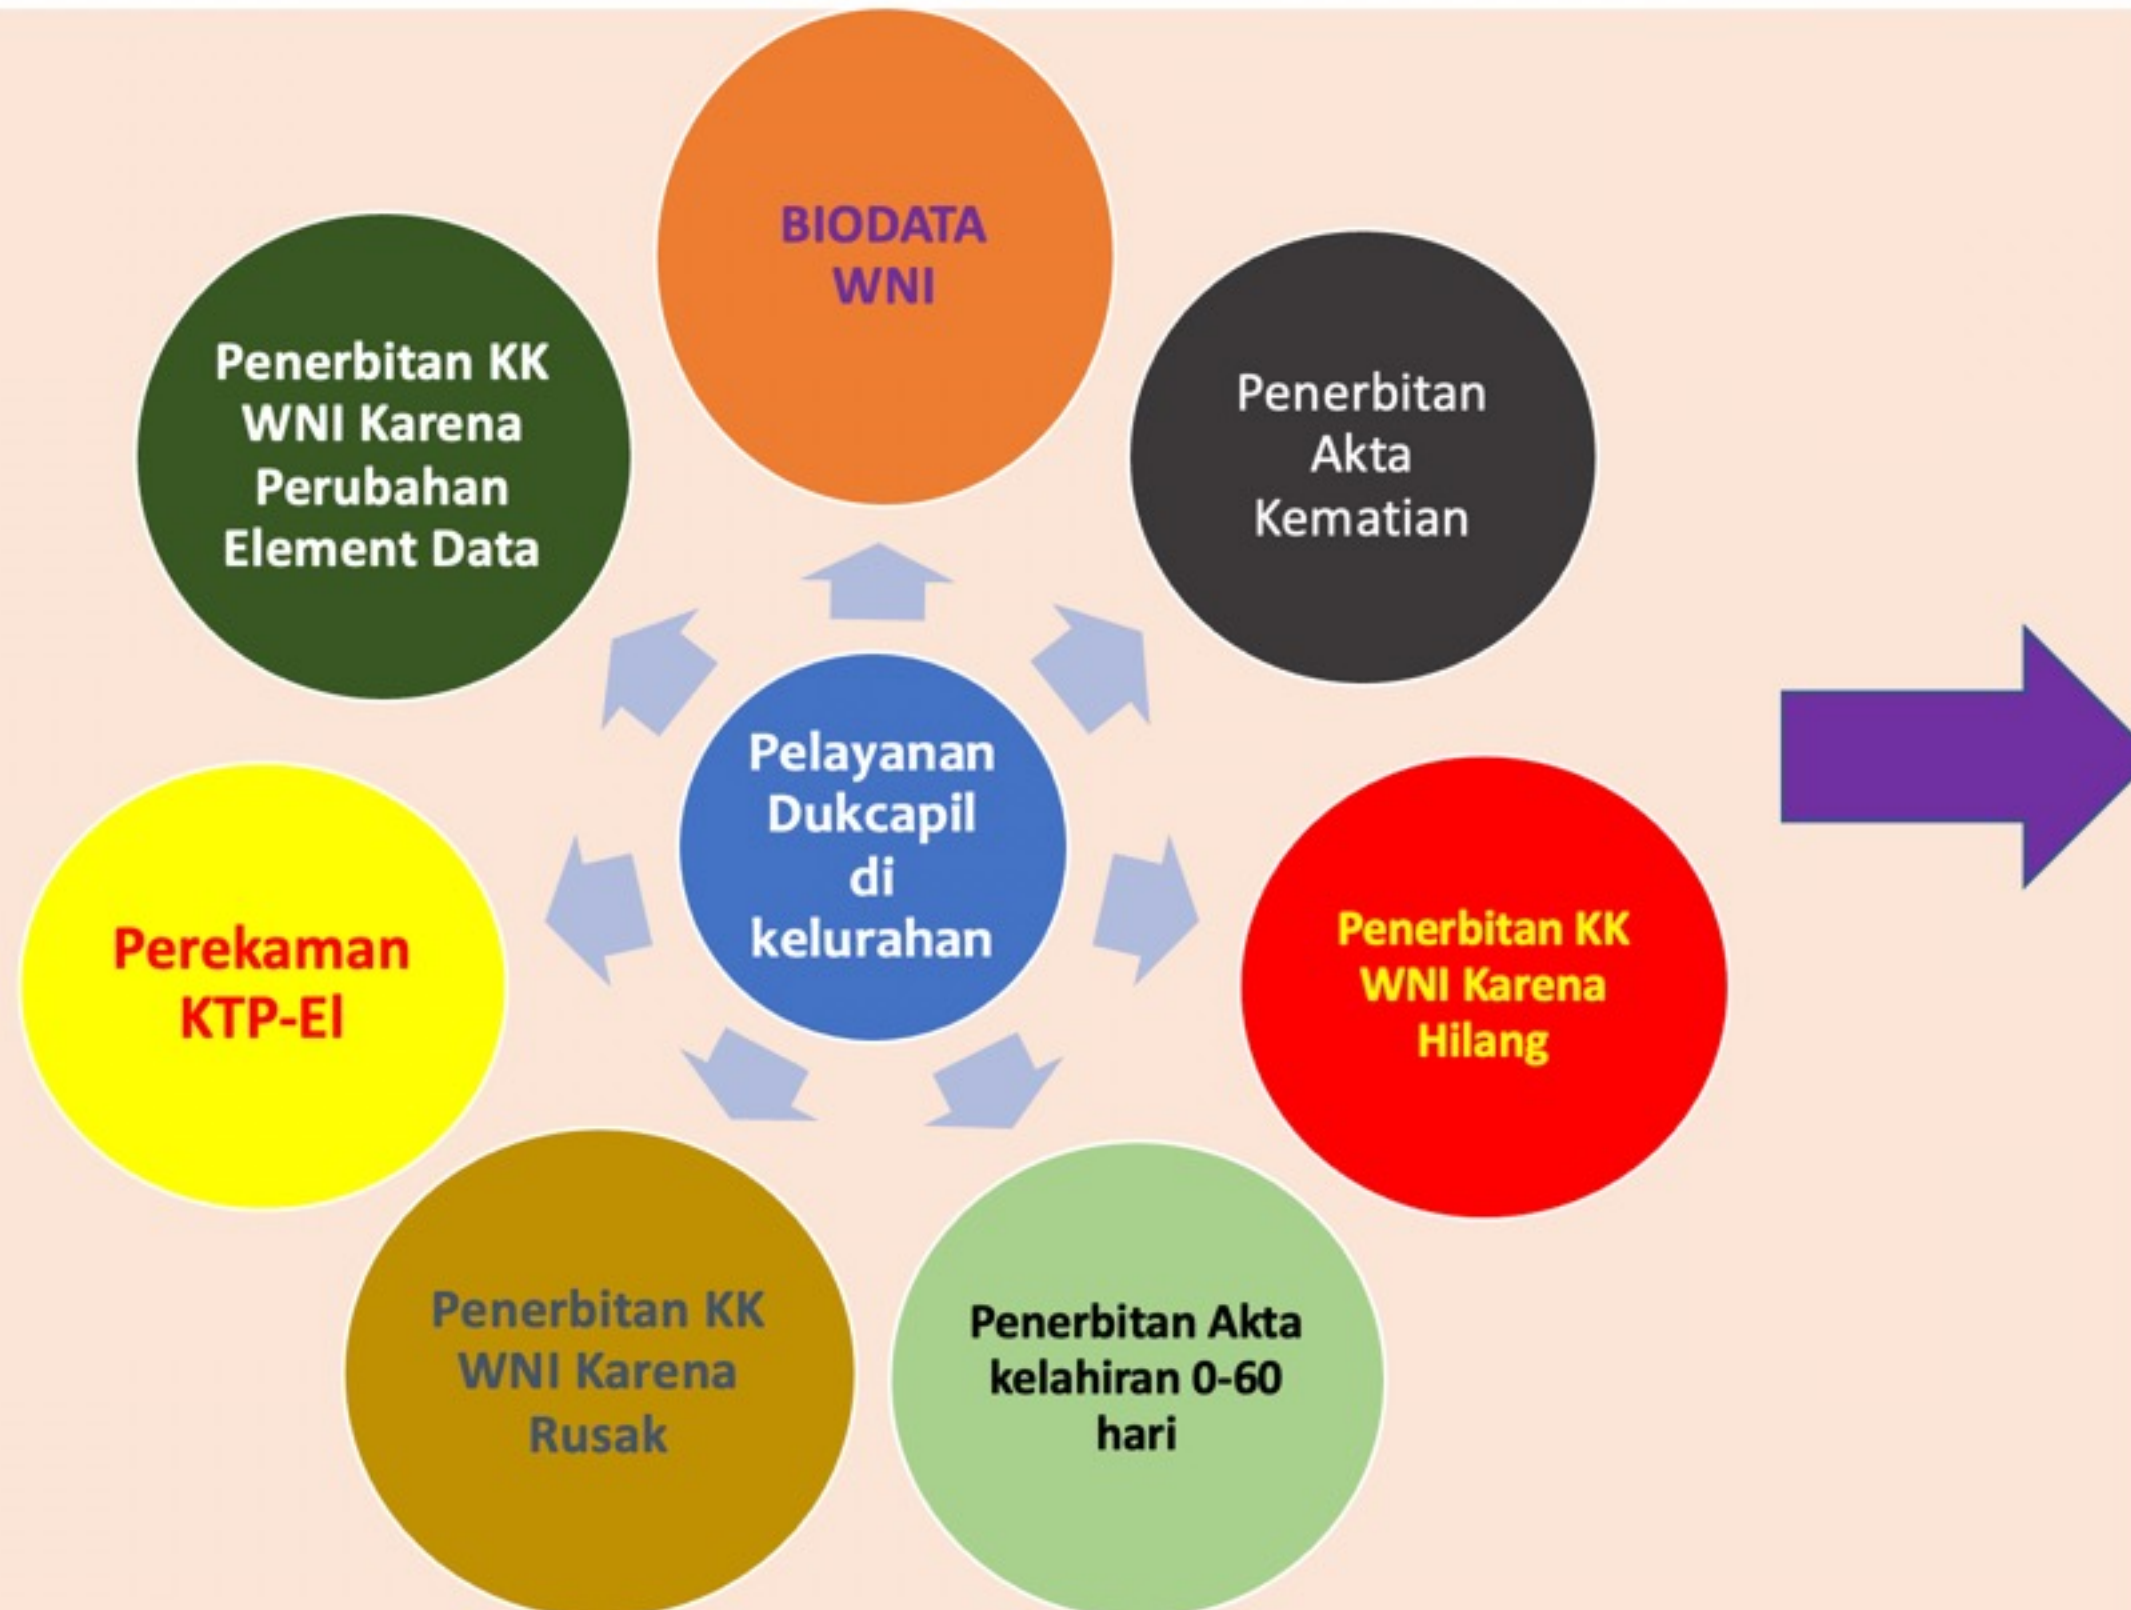 BIODATA
WNI
Penerbitan
Akta
Kematian
Penerbitan KK
WNI Karena
Hilang
Penerbitan Akta
kelahiran 0-60
hari
Penerbitan KK
WNI Karena
Rusak
Perekaman
KTP-El
Penerbitan KK
WNI Karena
Perubahan
Element Data
Pelayanan
Dukcapil
di
kelurahan